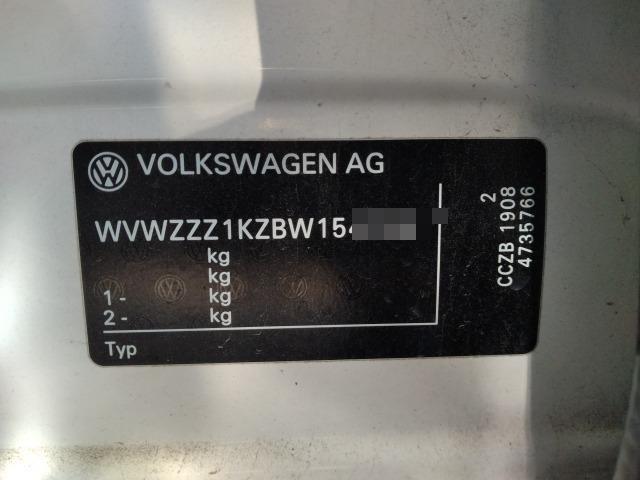 VOLKSWAGEN AG
WVWZZZ1KZBW154
kg
kg
1- kg
2- kg
Typ
2
CCZB 1908
4735766